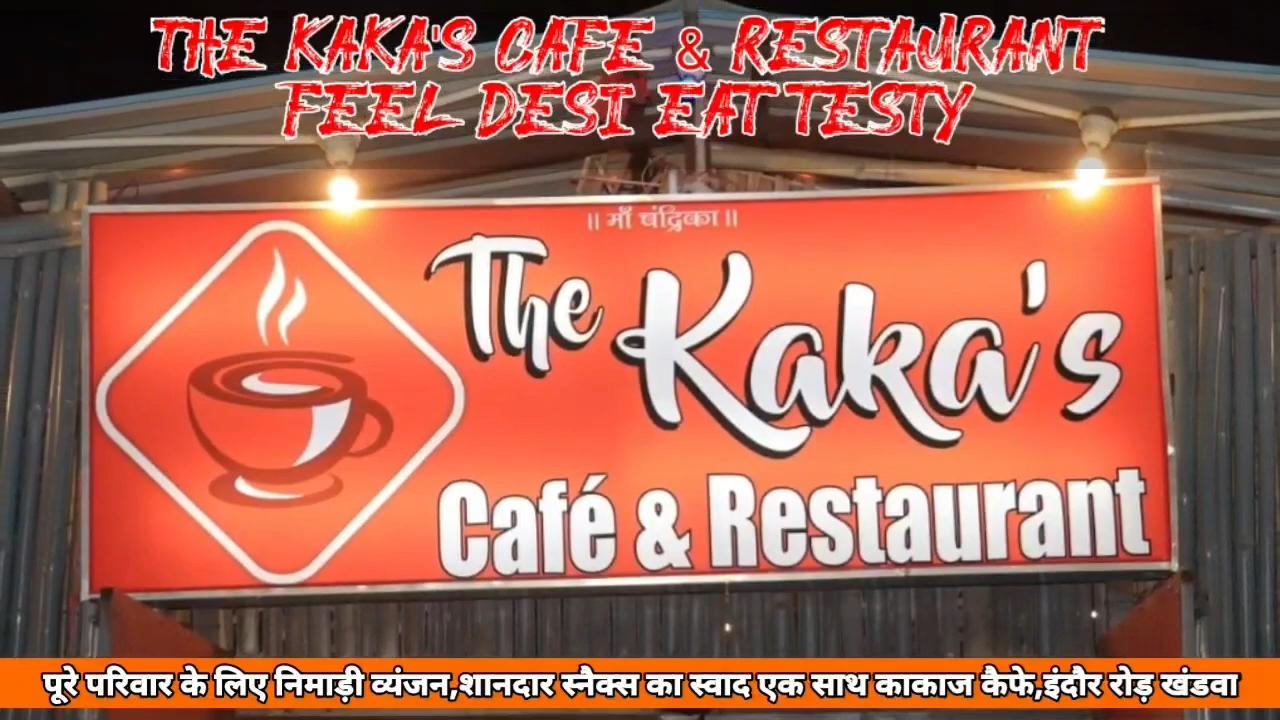 THE KAKA'S CAFE & RESTAURANT
FEEL DESI EAT TESTY
॥ माँ चंद्रिका ॥
The Kaka's
Café & Restaurant
पूरे परिवार के लिए निमाड़ी व्यंजन,शानदार स्नैक्स का स्वाद एक साथ काकाज कैफे,इंदौर रोड़ खंडवा